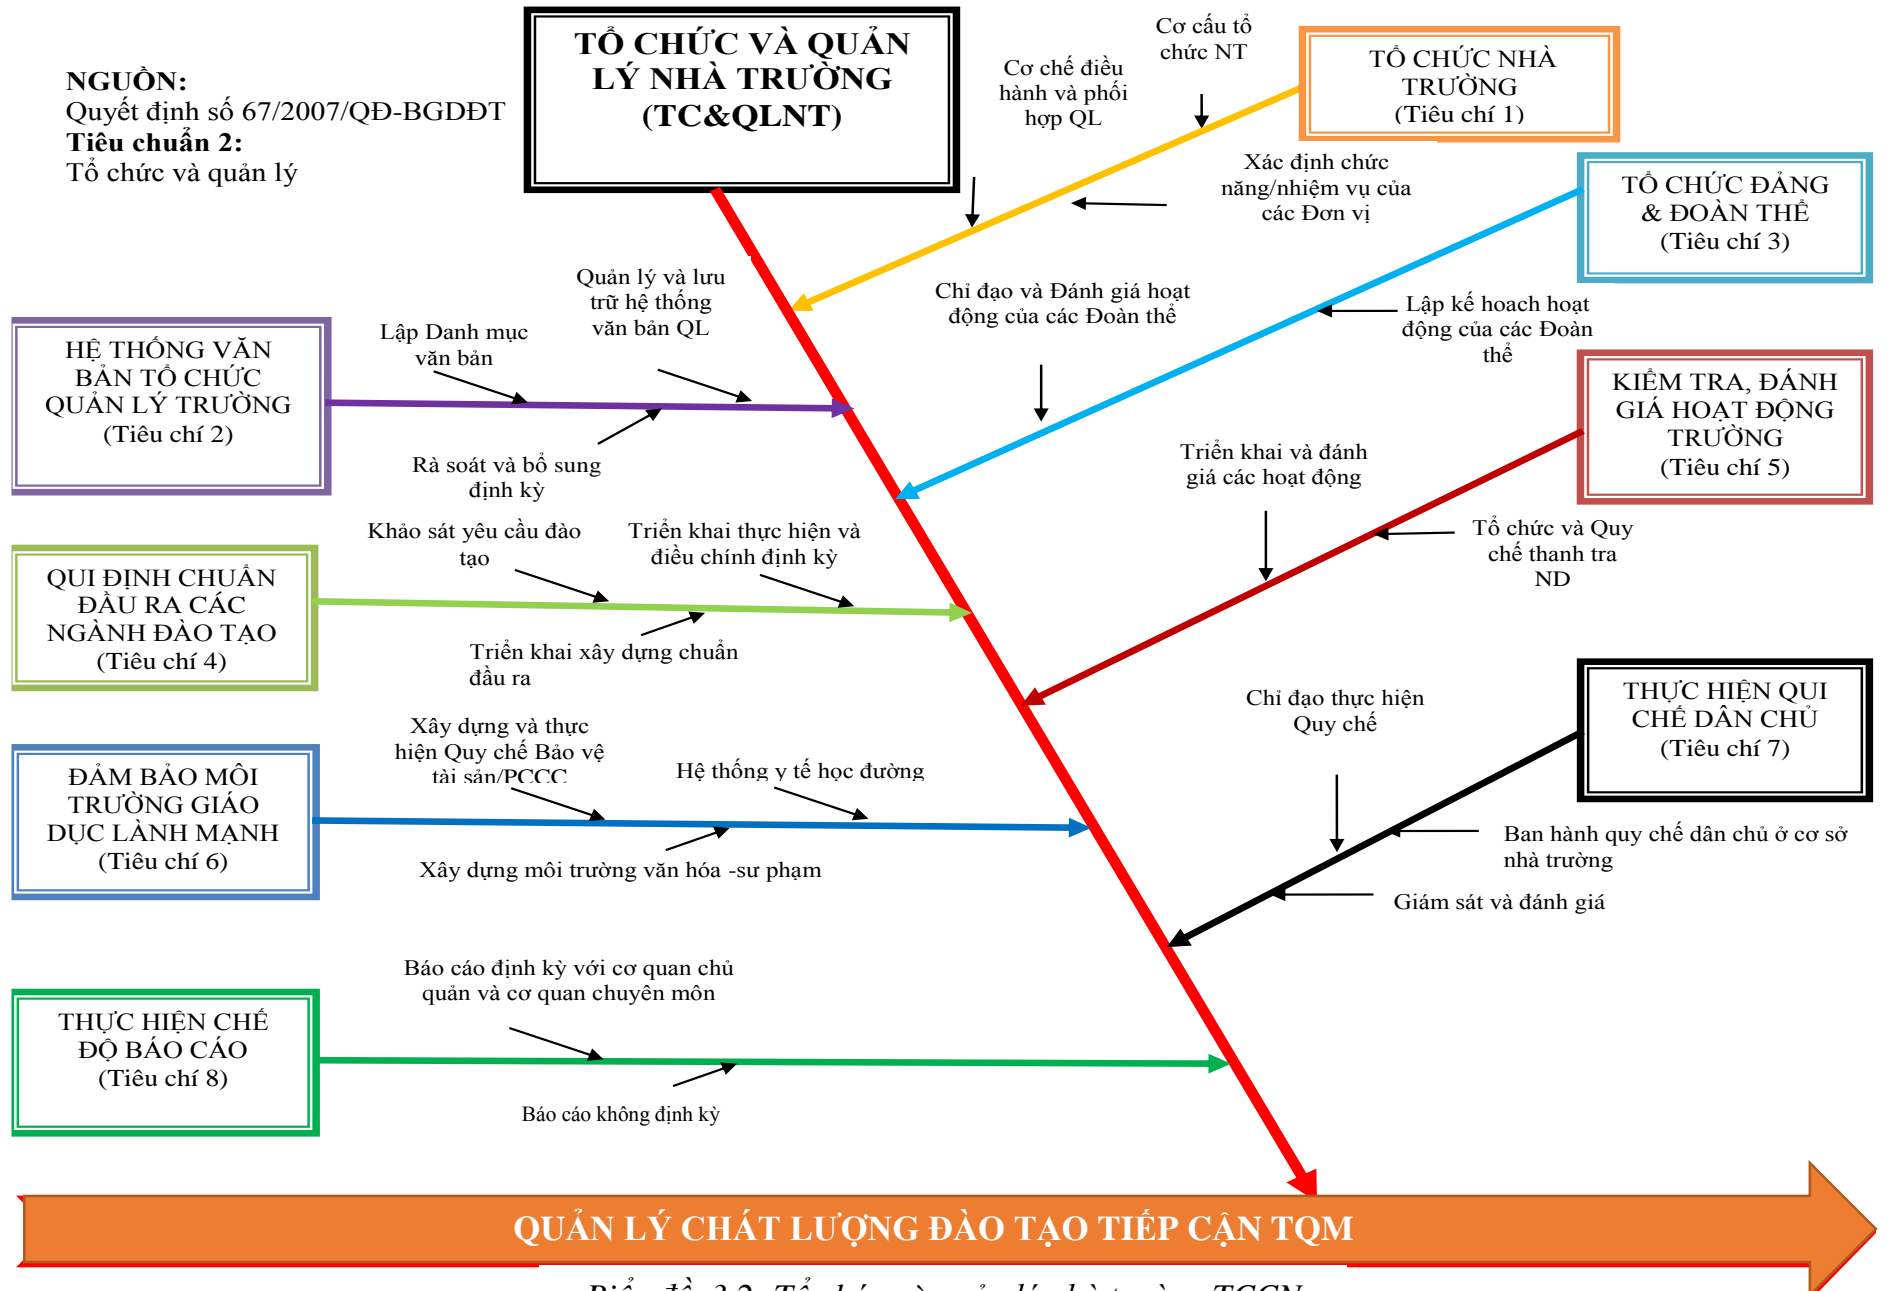 NGUỒN:
Quyết định số 67/2007/QĐ-BGDĐT
Tiêu chuẩn 2:
Tổ chức và quản lý
TỔ CHỨC VÀ QUẢN
LÝ NHÀ TRƯỜNG
(TC&QLNT)
Cơ cấu tổ
chức NT
Cơ chế điều
hành và phối
hợp QL
TỔ CHỨC NHÀ
TRƯỜNG
(Tiêu chí 1)
Xác định chức
năng/nhiệm vụ của
các Đơn vị
TỔ CHỨC ĐẢNG
& ĐOÀN THỂ
(Tiêu chí 3)
Quản lý và lưu
trữ hệ thống
văn bản QL
Chỉ đạo và Đánh giá hoạt
động của các Đoàn thể
Lập kế hoach hoạt
động của các Đoàn
thể
Lập Danh mục
văn bản
HỆ THỐNG VĂN
BẢN TỔ CHỨC
QUẢN LÝ TRƯỜNG
(Tiêu chí 2)
KIỂM TRA, ĐÁNH
GIÁ HOẠT ĐỘNG
TRƯỜNG
(Tiêu chí 5)
Rà soát và bổ sung
định kỳ
Triển khai và đánh
giá các hoạt động
Khảo sát yêu cầu đào
tạo
Triển khai thực hiện và
điều chính định kỳ
Tổ chức và Quy
chế thanh tra
ND
QUI ĐỊNH CHUẨN
ĐẦU RA CÁC
NGÀNH ĐÀO TẠO
(Tiêu chí 4)
Triển khai xây dựng chuẩn
đầu ra
Chỉ đạo thực hiện
Quy chế
THỰC HIỆN QUI
CHẾ DÂN CHỦ
(Tiêu chí 7)
Xây dựng và thực
hiện Quy chế Bảo vệ
tài sản/PCCC
Hệ thống y tế học đường
ĐẢM BẢO MÔI
TRƯỜNG GIÁO
DỤC LÀNH MẠNH
(Tiêu chí 6)
Xây dựng môi trường văn hóa -sư phạm
Ban hành quy chế dân chủ ở cơ sở
nhà trường
Giám sát và đánh giá
Báo cáo định kỳ với cơ quan chủ
quản và cơ quan chuyên môn
THỰC HIỆN CHẾ
ĐỘ BÁO CÁO
(Tiêu chí 8)
Báo cáo không định kỳ
QUẢN LÝ CHÁT LƯỢNG ĐÀO TẠO TIẾP CẬN TQM
Biểu đồ 3.2. Tổ chức và quản lý nhà trường TCCN